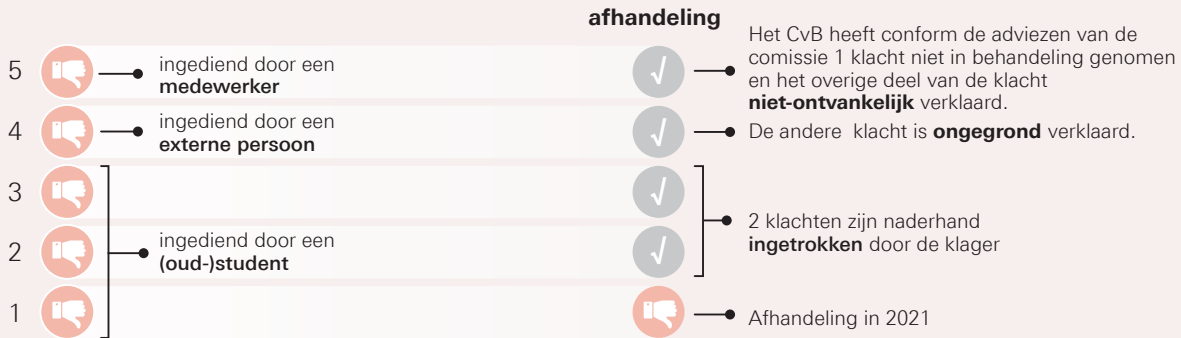 afhandeling
5
ingediend door een
medewerker
Het CvB heeft conform de adviezen van de
comissie 1 klacht niet in behandeling genomen
en het overige deel van de klacht
niet-ontvankelijk verklaard.
4
ingediend door een
externe persoon
De andere klacht is ongegrond verklaard.
3
2
ingediend door een
(oud-)student
2 klachten zijn naderhand
ingetrokken door de klager
1
Afhandeling in 2021